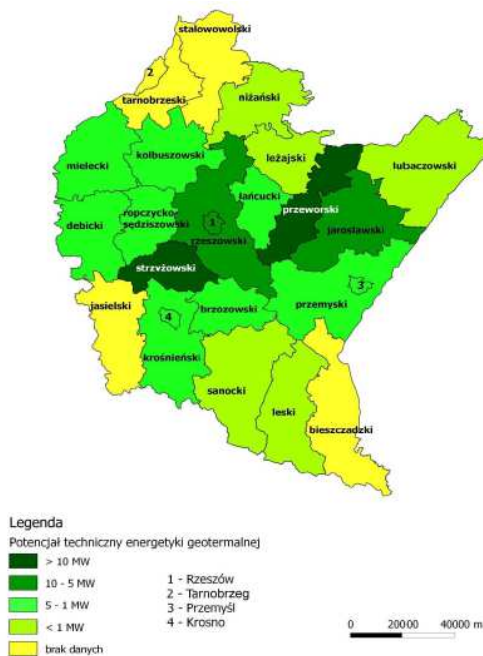 stalowowolski
2
tarnobrzeski
niżański
mielecki
kolbuszowski
leżajski
lubaczowski
łańcucki
debicki
ropczycko-
sędziszowski
1
rzeszowski
przeworski
jarosławski
strzyżowski
jasielski
4
brzozowski
przemyski
3
krośnieński
sanocki
leski
bieszczadzki
Legenda
Potencjał techniczny energetyki geotermalnej
> 10 MW
10 - 5 MW
5 - 1 MW
< 1 MW
brak danych
1 - Rzeszów
2 - Tarnobrzeg
3 - Przemyśl
4 - Krosno
0 20000 40000 m